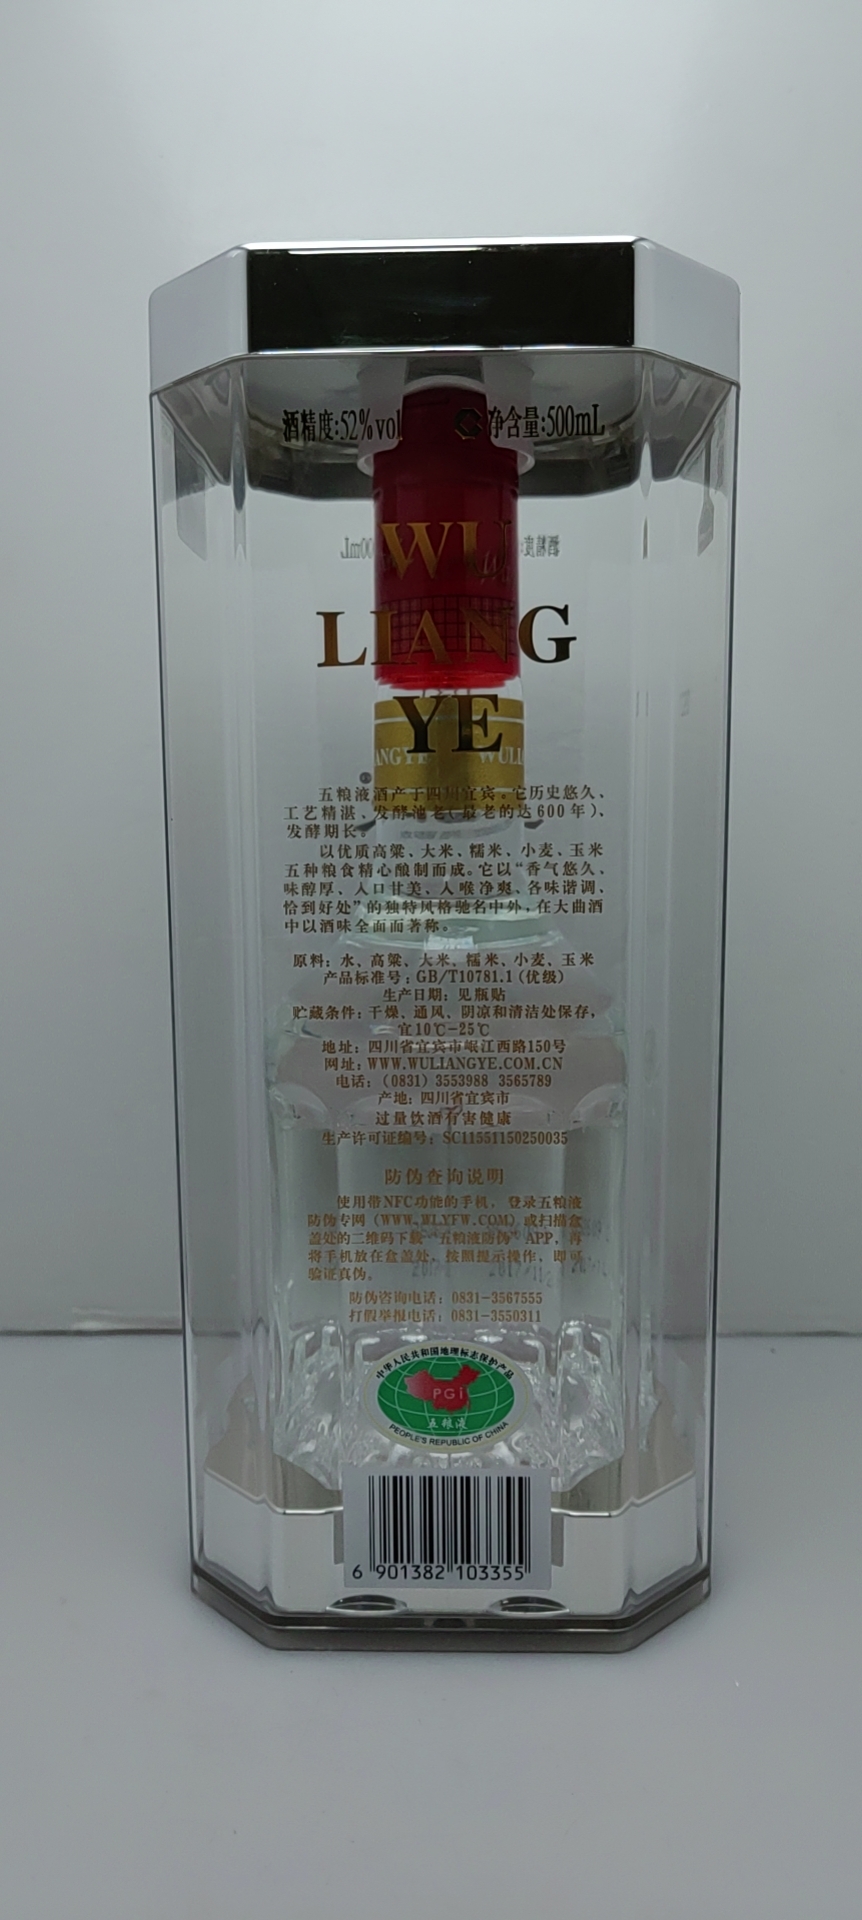 酒精度:52%vol 净含量:500mL
WU
LIANG
YE
ANGYE WULI
五粮液酒产于四川宜宾。它历史悠久、
工艺精湛、发酵池老(最老的达600年)、
发酵期长。
以优质高粱、大米、糯米、小麦、玉米
五种粮食精心酿制而成。它以“香气悠久、
味醇厚、入口甘美、入喉净爽、各味谐调、
恰到好处”的独特风格驰名中外,在大曲酒
中以酒味全面而著称。
原料:水、高粱、大米、糯米、小麦、玉米
产品标准号:GB/T10781.1(优级)
生产日期:见瓶贴
贮藏条件:干燥、通风、阴凉和清洁处保存,
宜10℃-25℃
地址:四川省宜宾市岷江西路150号
网址:WWW.WULIANGYE.COM.CN
电话:(0831) 3553988 3565789
产地:四川省宜宾市
过量饮酒有害健康
生产许可证编号:SC11551150250035
防伪查询说明
使用带NFC功能的手机,登录五粮液
防伪专网(WWW.WLYFW.COM)或扫描盒
盖处的二维码下载“五粮液防伪”APP,再
将手机放在盒盖处,按照提示操作,即可
验证真伪。
防伪咨询电话:0831-3567555
打假举报电话:0831-3550311
中华人民共和国地理标志保护产品
PGi
五粮液
PEOPLE'S REPUBLIC OF CHINA
6 901382 103355